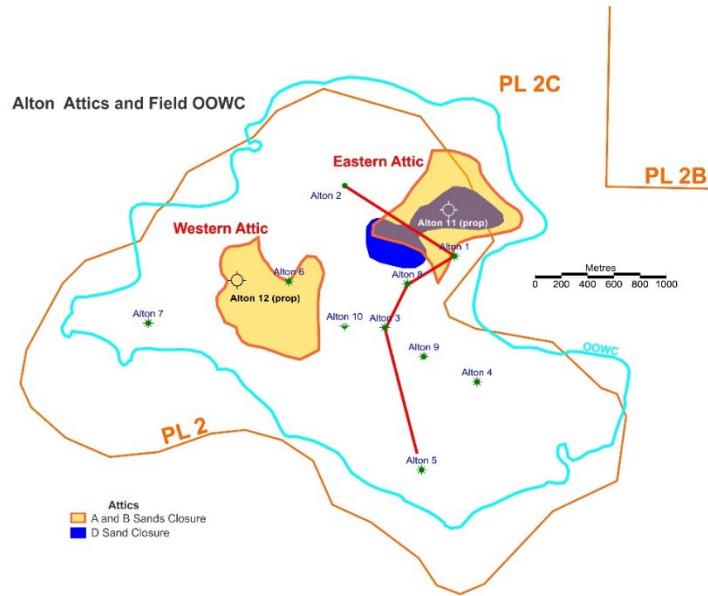 PL 2C
Alton Attics and Field OOWC
Eastern Attic
PL 2B
Alton 2
Alton 11 (prop)
Western Attic
Alton 1
Metres
Alton 6
Alton 8
0 200 400 600 800 1000
Alton 12 (prop)
Alton 7
Alton 10
Alton 3
OOWC
Alton 9
Alton 4
PL 2
Alton 5
Attics
A and B Sands Closure
D Sand Closure